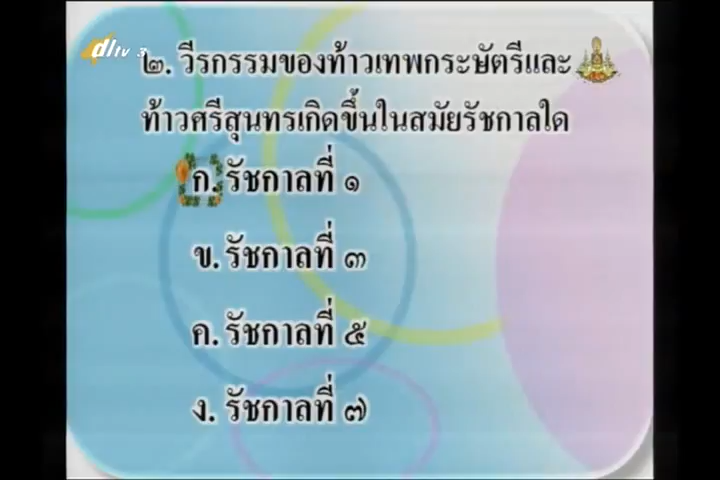 dltv 3
๒. วีรกรรมของท้าวเทพกระษัตรีและ
ท้าวศรีสุนทรเกิดขึ้นในสมัยรัชกาลใด
ก. รัชกาลที่ ๑
ข. รัชกาลที่ ๓
ค. รัชกาลที่ ๕
ง. รัชกาลที่ ๗